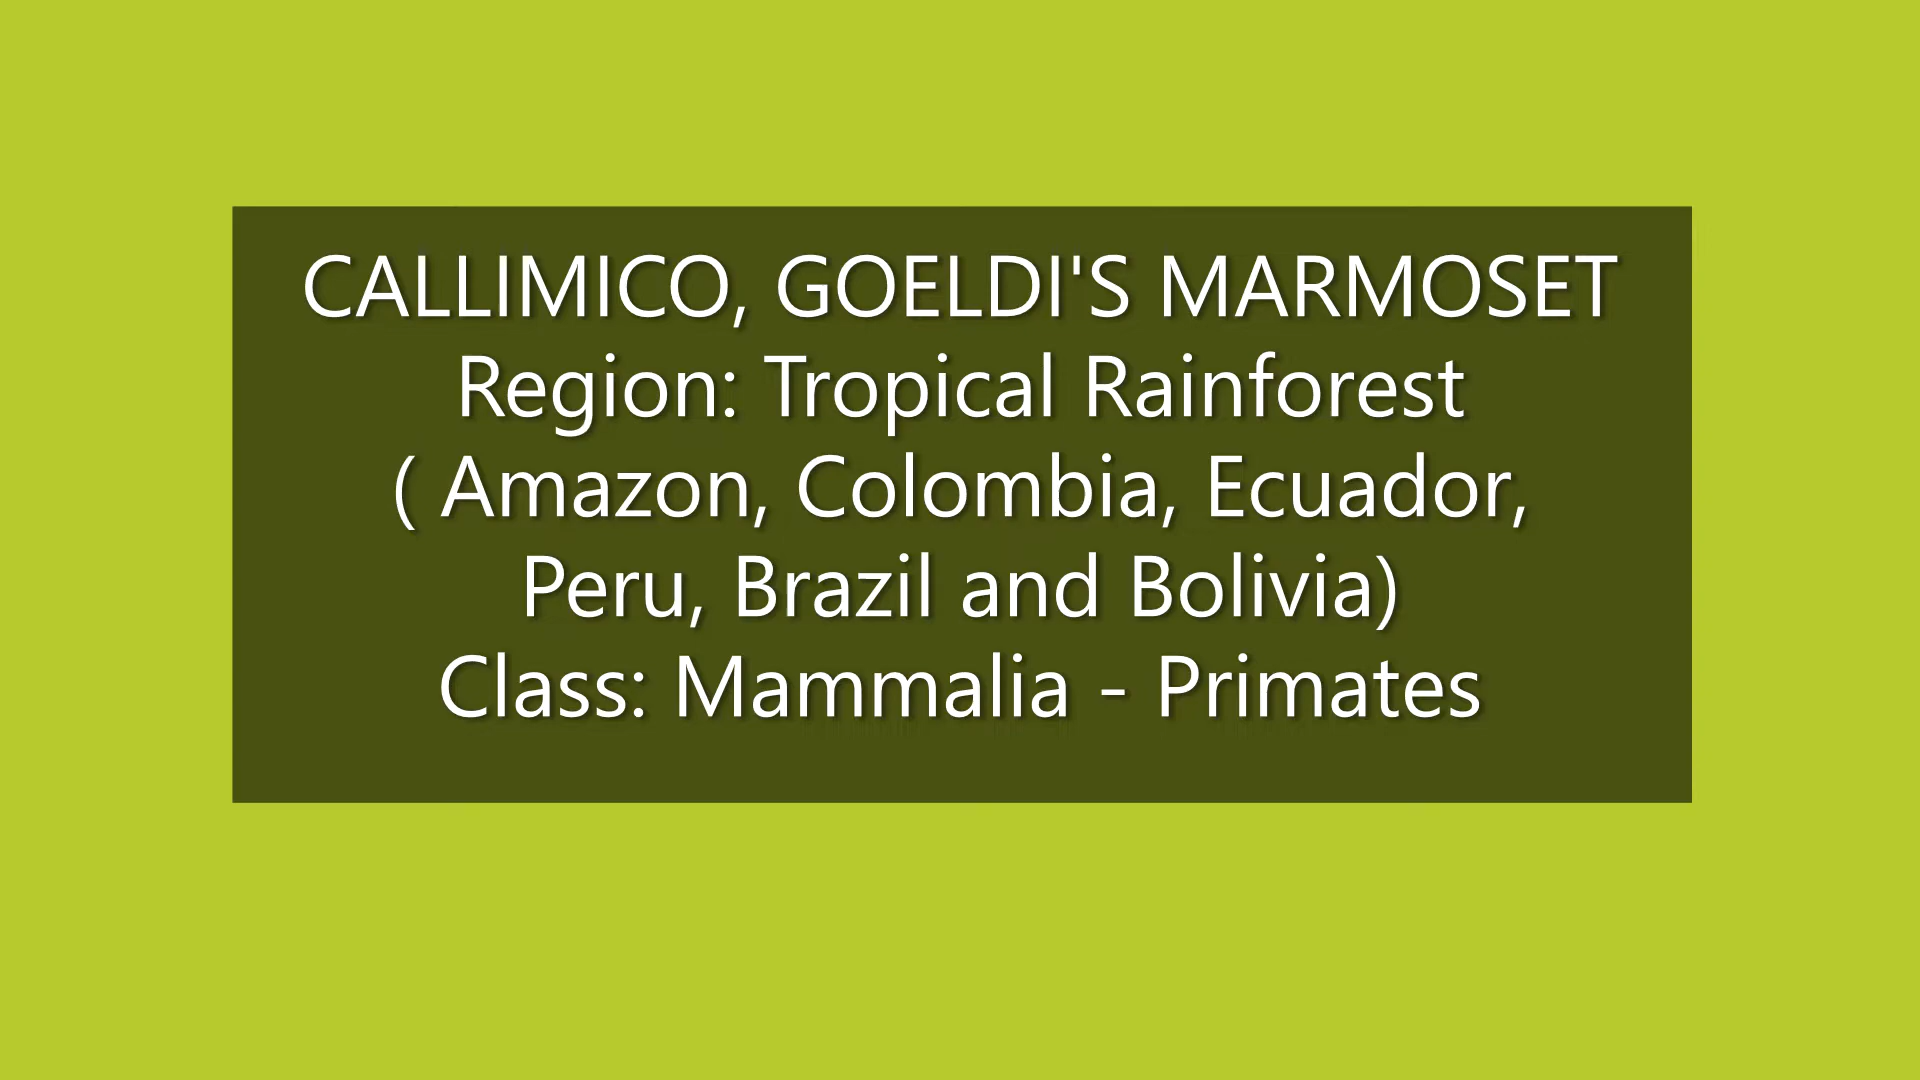 CALLIMICO, GOELDI'S MARMOSET
Region: Tropical Rainforest
( Amazon, Colombia, Ecuador,
Peru, Brazil and Bolivia)
Class: Mammalia - Primates